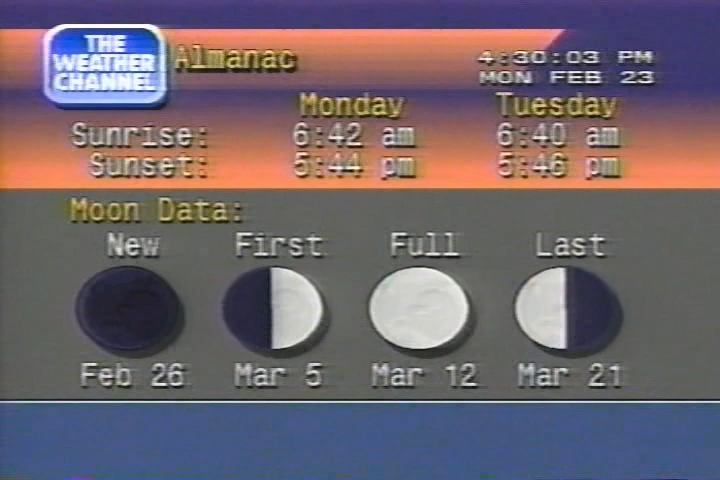 THE
WEATHER
CHANNEL
Almanac
4:30:03 PM
MON FEB 23
Monday Tuesday
Sunrise: 6:42 am 6:40 am
Sunset: 5:44 pm 5:46 pm
Moon Data:
New First Full Last
Feb 26 Mar 5 Mar 12 Mar 21